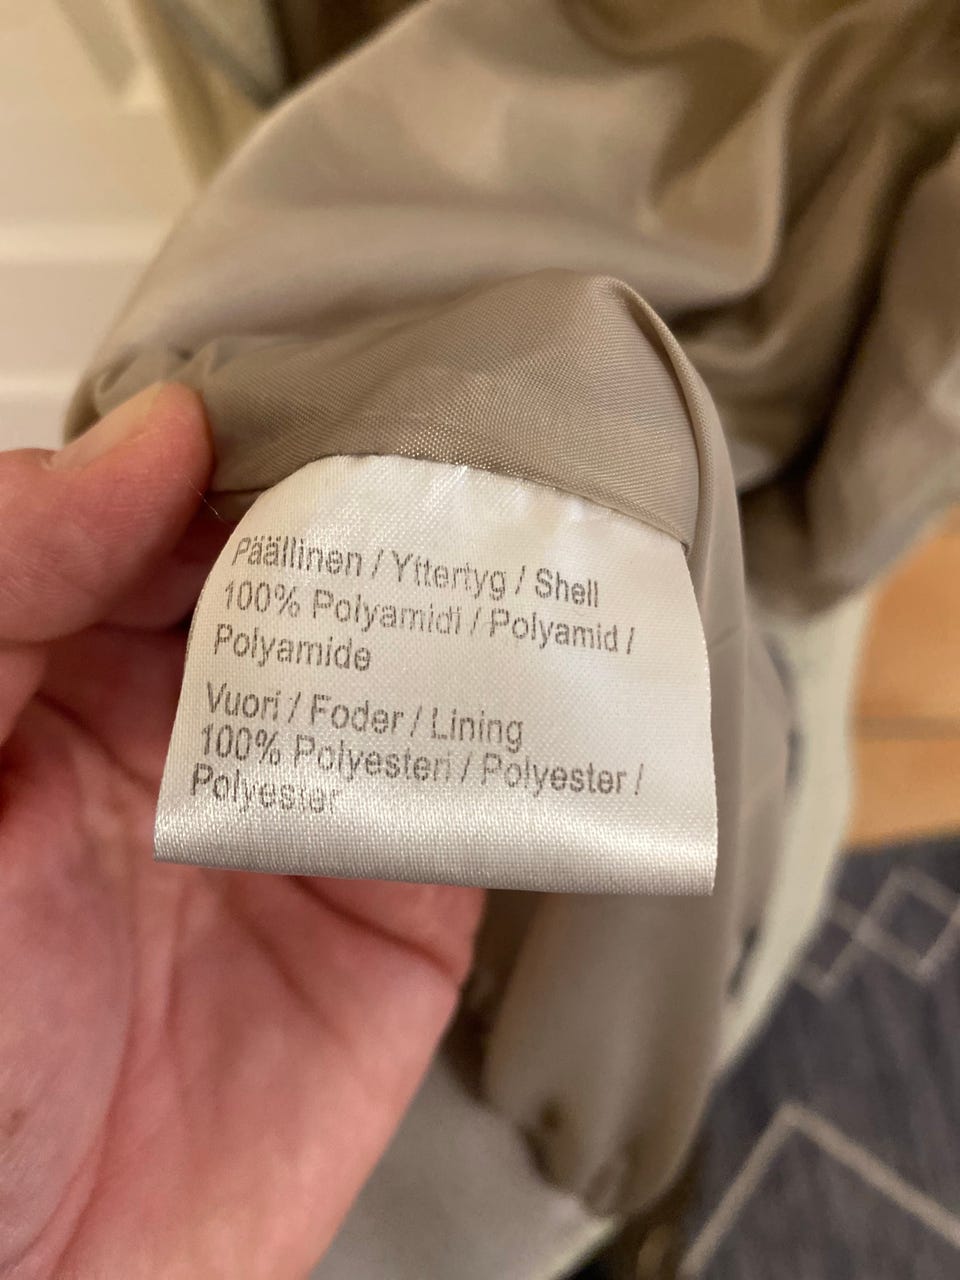 Päällinen / Yttertyg / Shell
100% Polyamidi / Polyamid /
Polyamide
Vuori / Foder / Lining
100% Polyesteri / Polyester /
Polyester